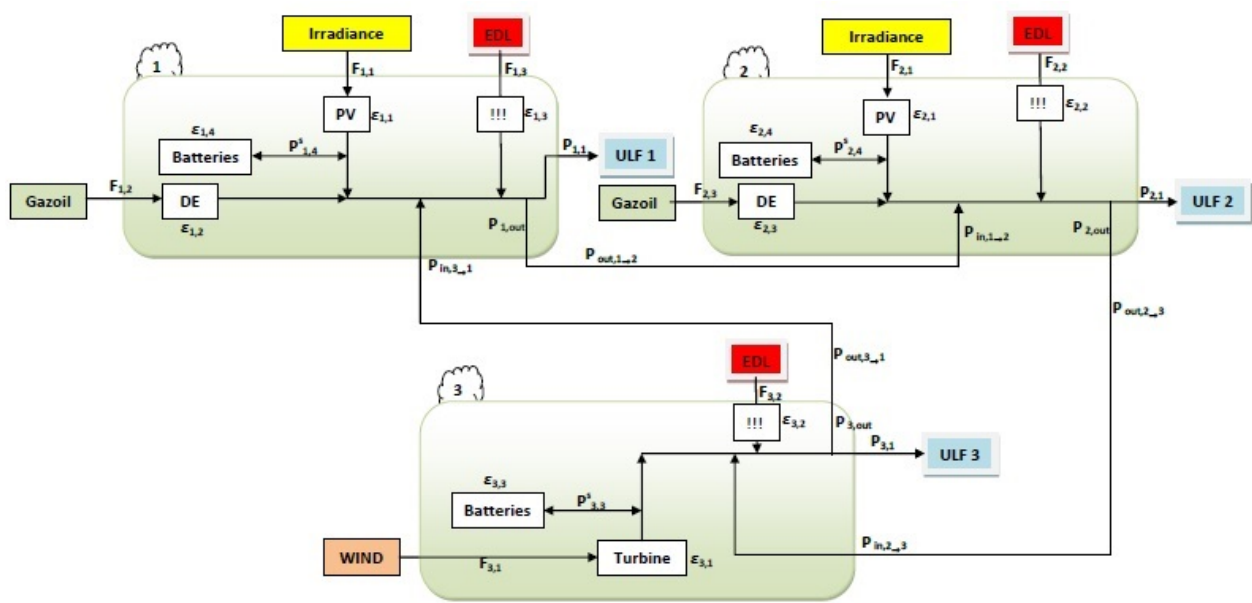 Irradiance
EDL
F1,1
F1,3
1
PV
ε1,1
!!!
ε1,3
ε1,4
Batteries
Ps1,4
P1,1
ULF 1
Gazoil
F1,2
DE
ε1,2
P1,out
Pin,3→1
Pout,1→2
Irradiance
EDL
F2,1
F2,2
2
PV
ε2,1
!!!
ε2,2
ε2,4
Batteries
Ps2,4
Gazoil
F2,3
DE
ε2,3
P2,1
ULF 2
Pin,1→2
P2,out
Pout,2→3
Pout,3→1
EDL
F3,2
3
!!!
ε3,2
P3,out
P3,1
ULF 3
ε3,3
Batteries
Ps3,3
WIND
F3,1
Turbine
ε3,1
Pin,2→3